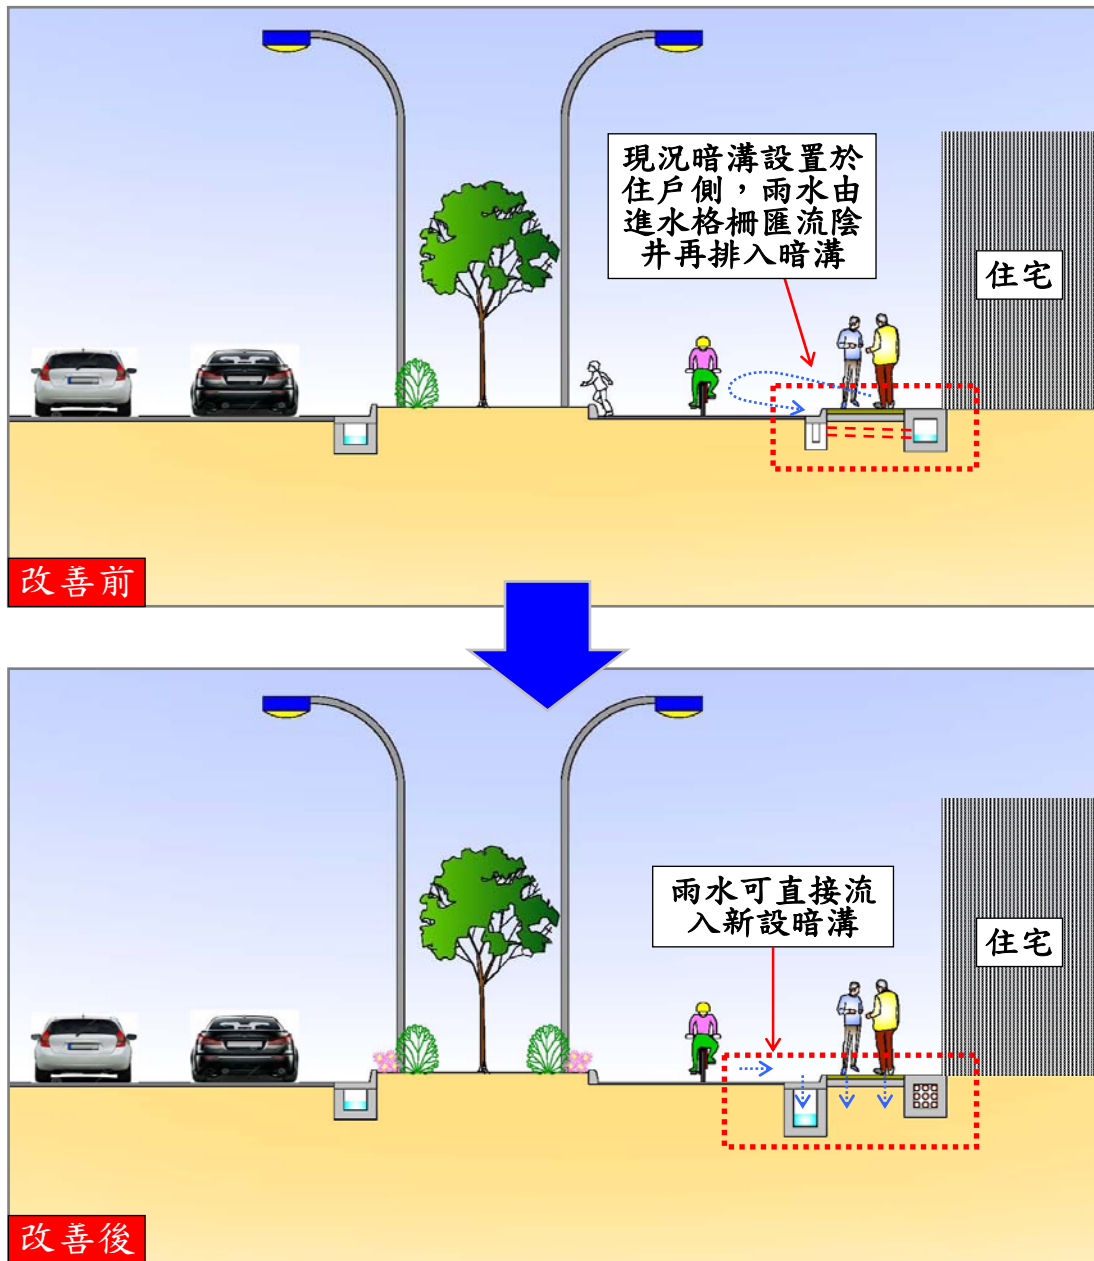 現況暗溝設置於
住戶側，雨水由
進水格柵匯流陰
井再排入暗溝
住宅
改善前
雨水可直接流
入新設暗溝
住宅
改善後